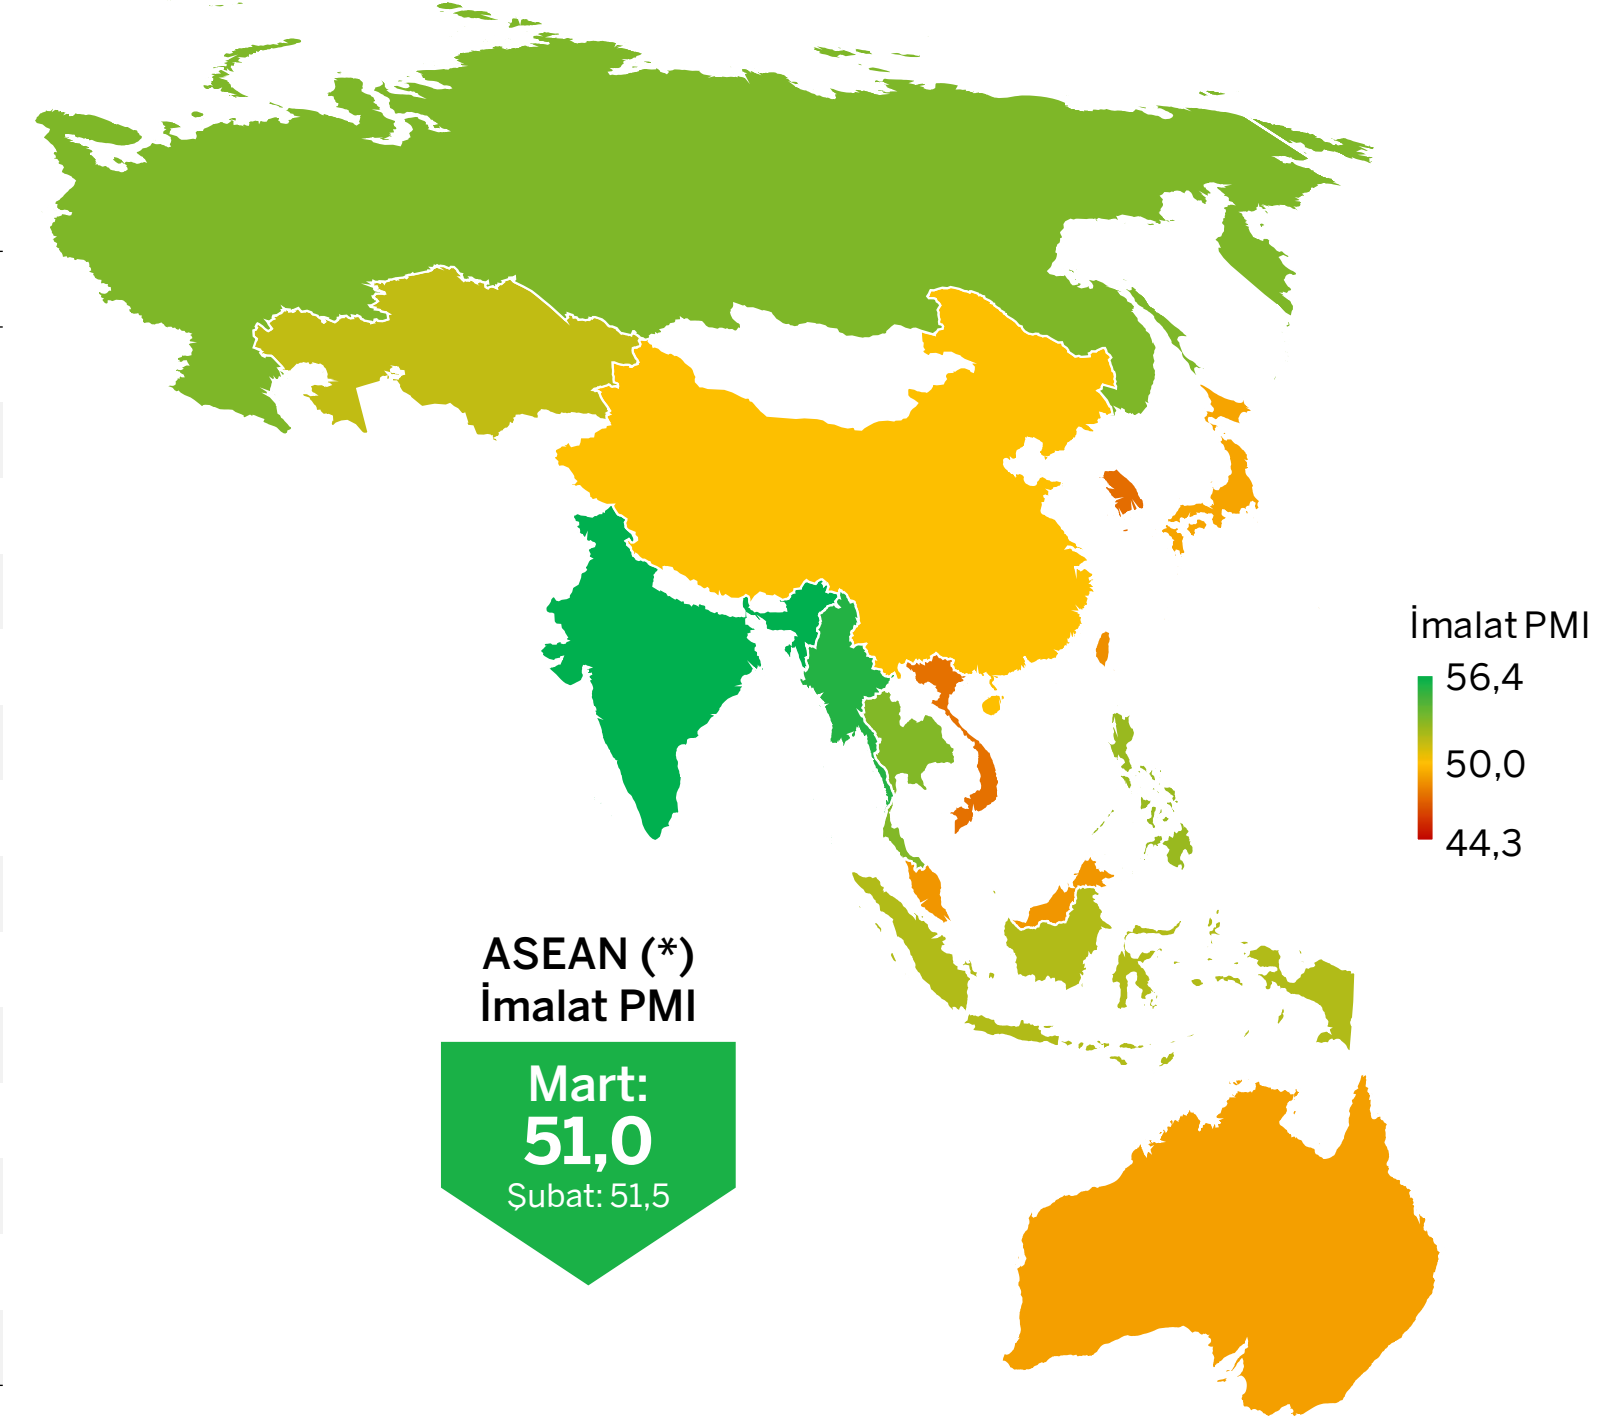 İmalat PMI
56,4
50,0
44,3
ASEAN (*)
İmalat PMI
Mart:
51,0
Şubat: 51,5